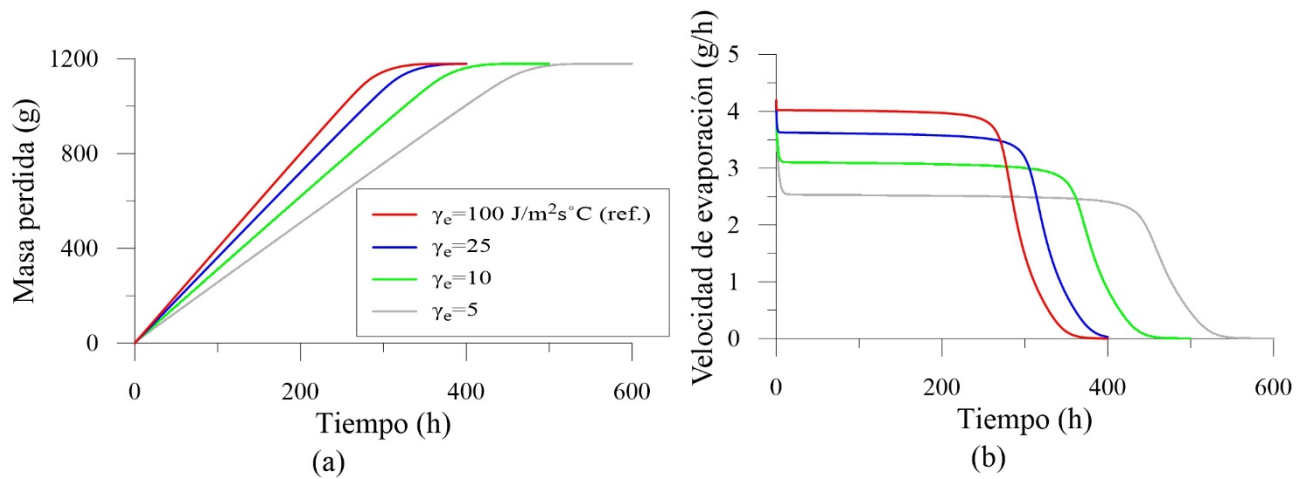 1200
800
400
0
Masa perdida (g)
γe=100 J/m²s°C (ref.)
γe=25
γe=10
γe=5
0
200
400
600
Tiempo (h)
(a)
5
4
3
2
1
0
Velocidad de evaporación (g/h)
0
200
400
600
Tiempo (h)
(b)